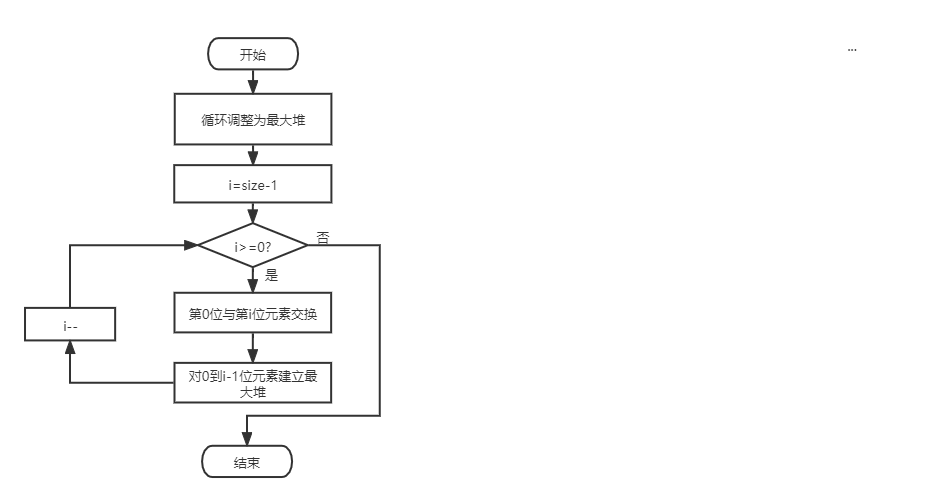 ...
开始
循环调整为最大堆
i=size-1
i>=0?
否
是
第0位与第i位元素交换
i--
对0到i-1位元素建立最
大堆
结束